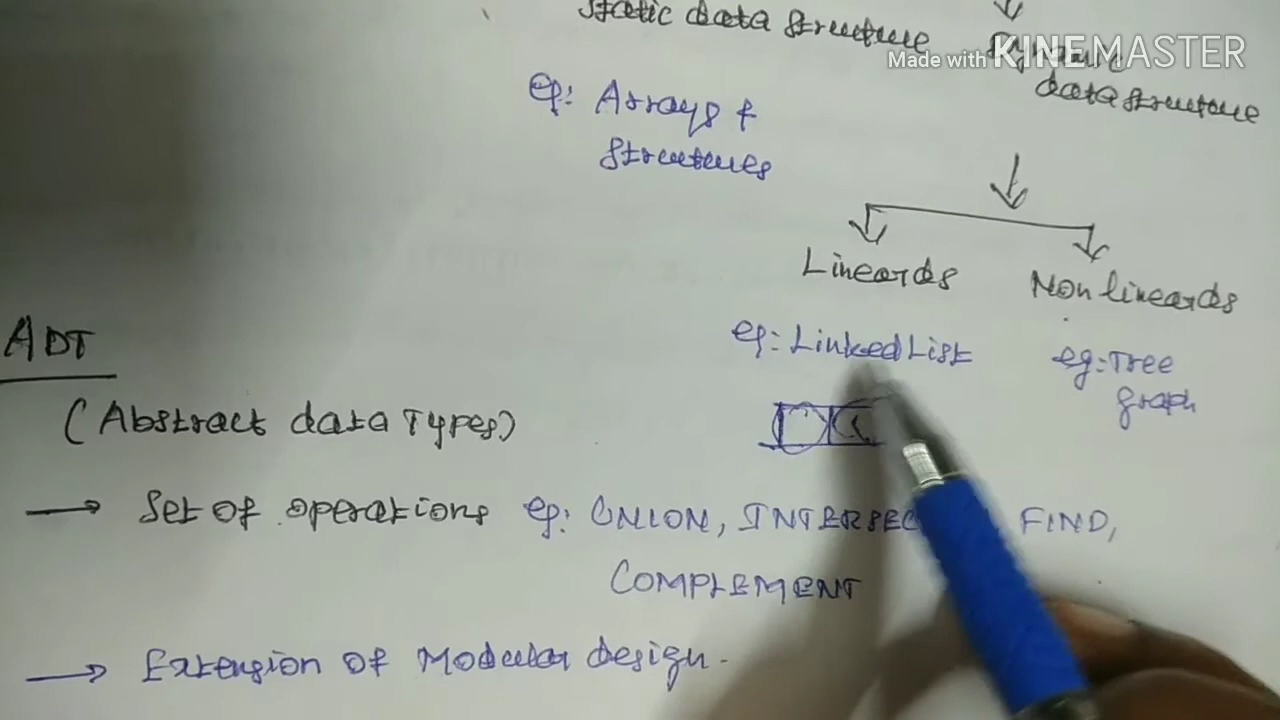 Static data structure
Dynamic
data structure
Made with KINEMASTER
eg: Arrays &
Structures
Linear ds
Non linear ds
eg: Linked List
eg: Tree
graph
ADT
(Abstract data Types)
→ Set of operations eg: UNION, INTERSEC FIND,
COMPLEMENT
→ Extension of Modular design.